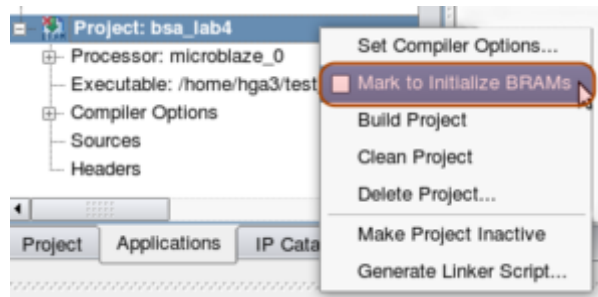 Project: bsa_lab4
Processor: microblaze_0
Executable: /home/hga3/test
Compiler Options
Sources
Headers
Project
Applications
IP Cata
Set Compiler Options...
Mark to Initialize BRAMs
Build Project
Clean Project
Delete Project...
Make Project Inactive
Generate Linker Script...